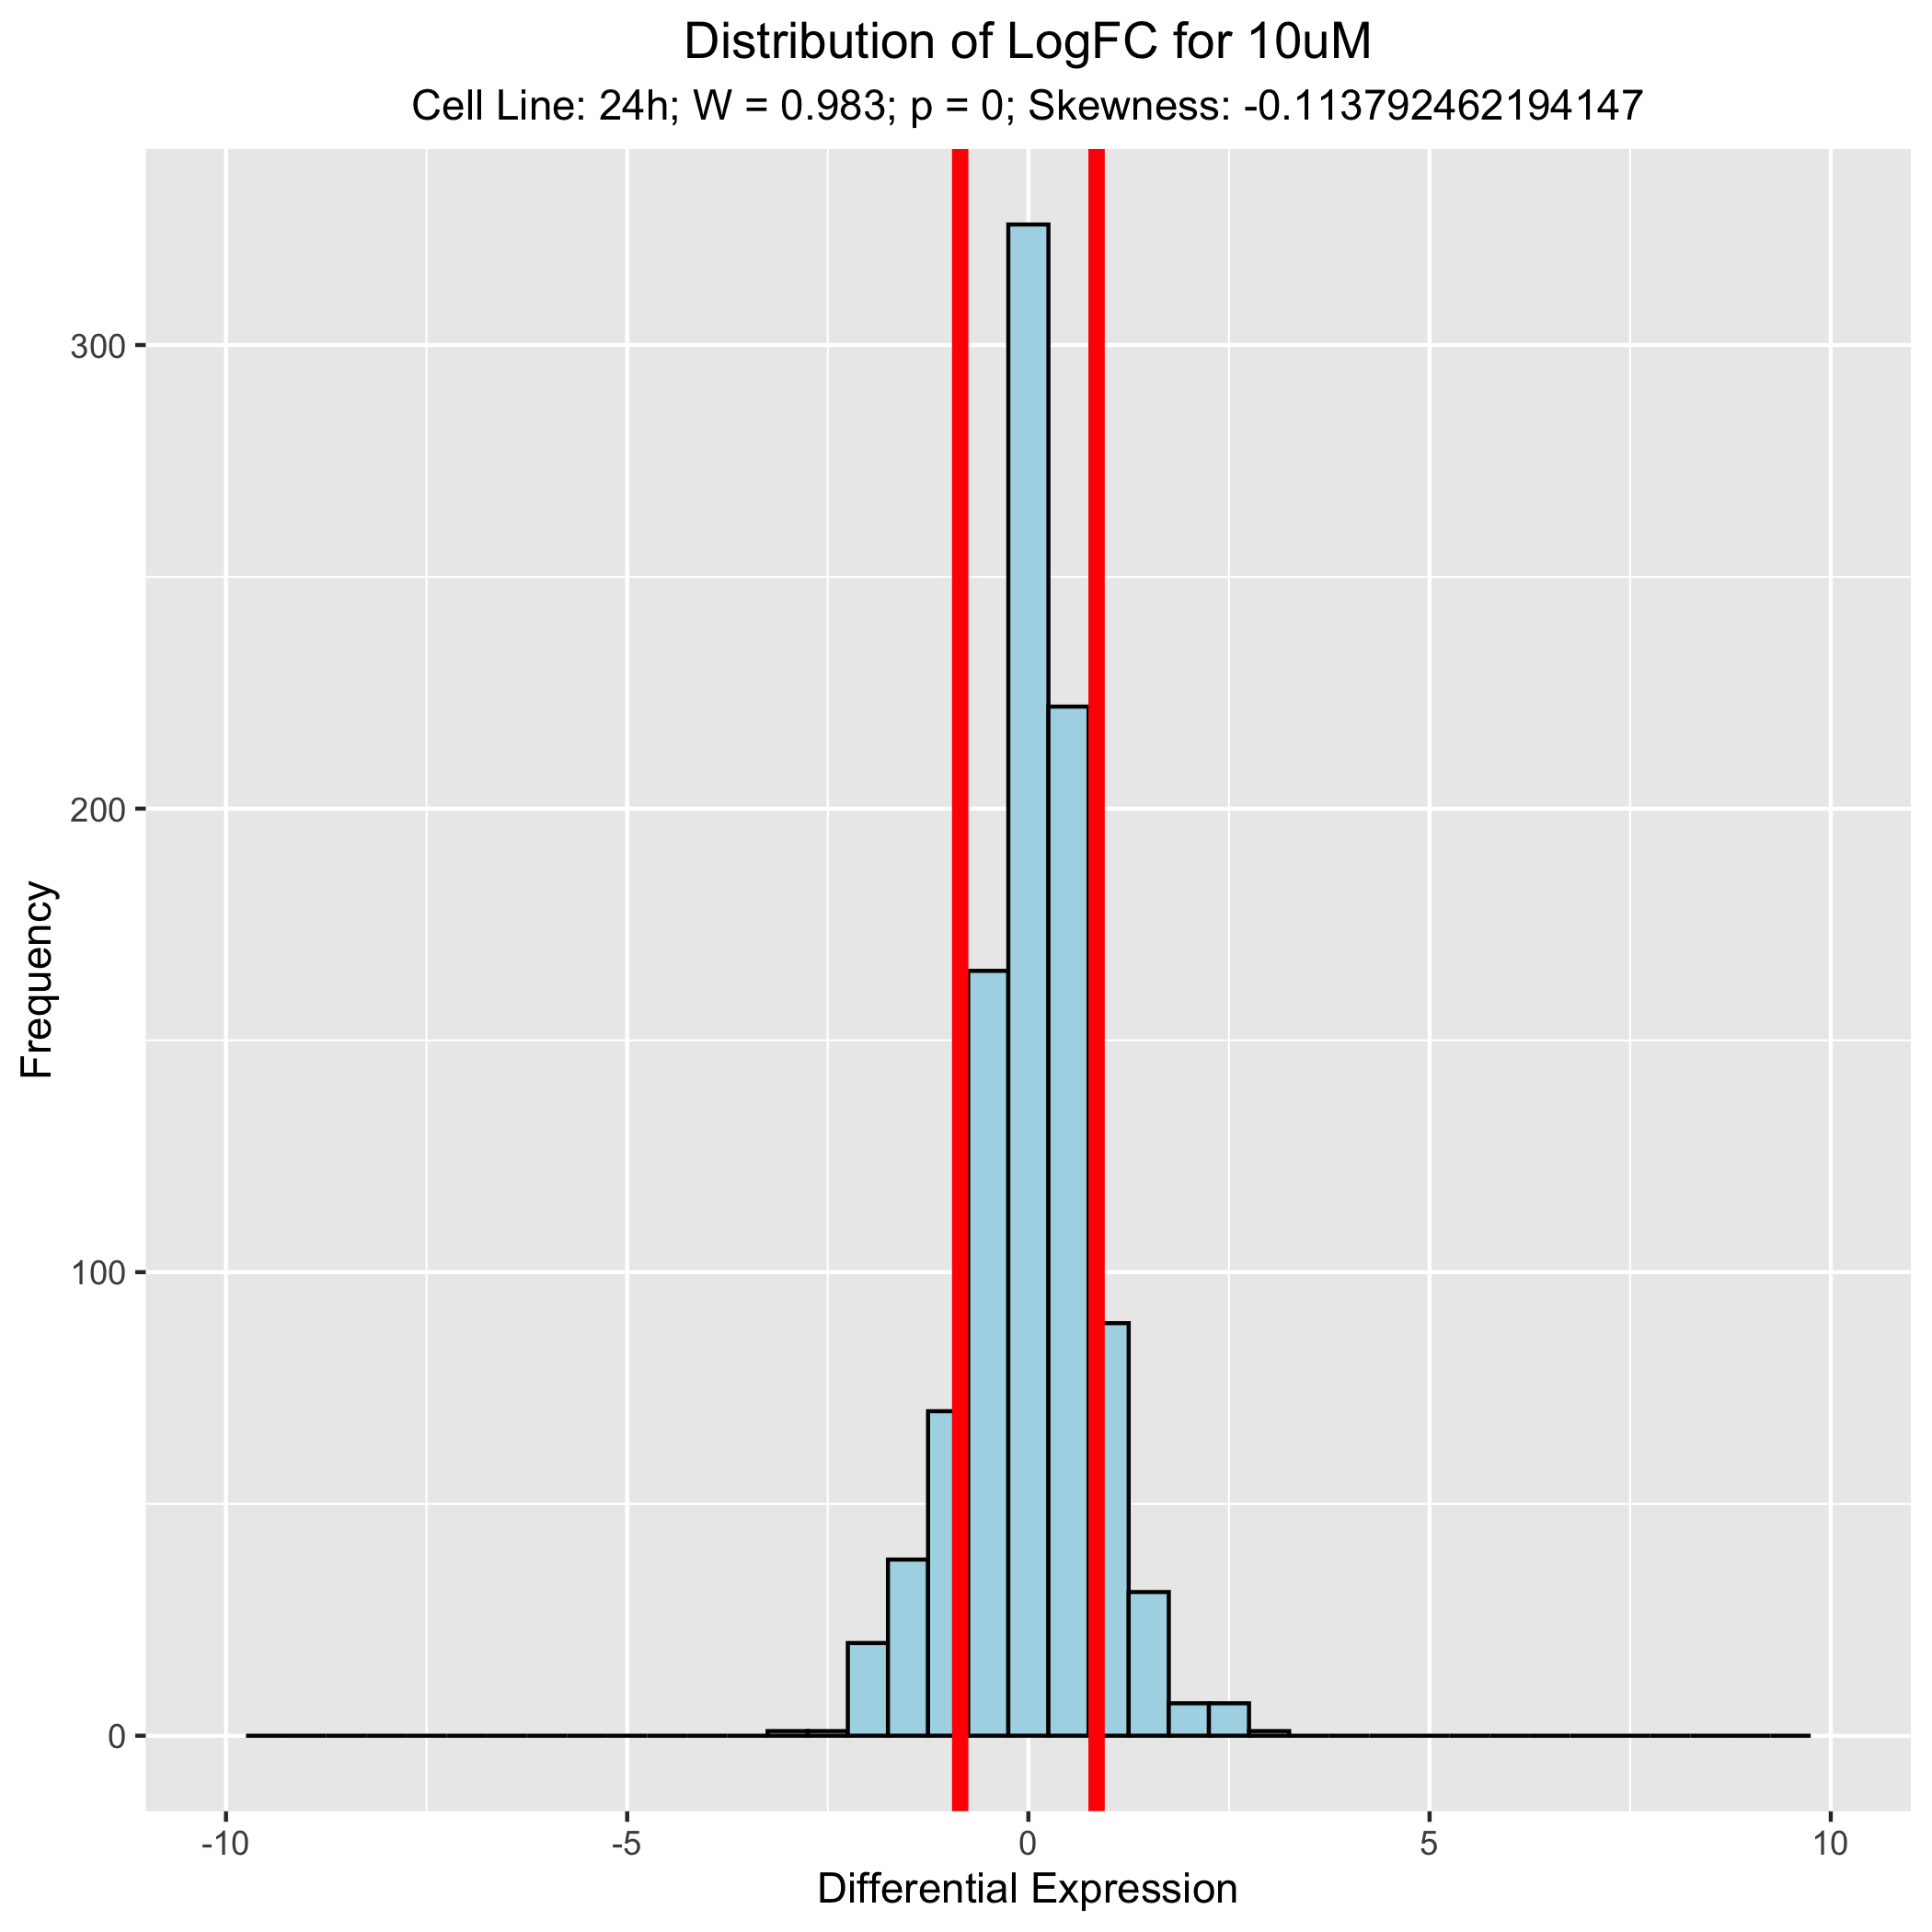 Distribution of LogFC for 10uM
Cell Line: 24h; W = 0.983; p = 0; Skewness: -0.113792462194147
Frequency
300
200
100
0
-10
-5
0
5
10
Differential Expression